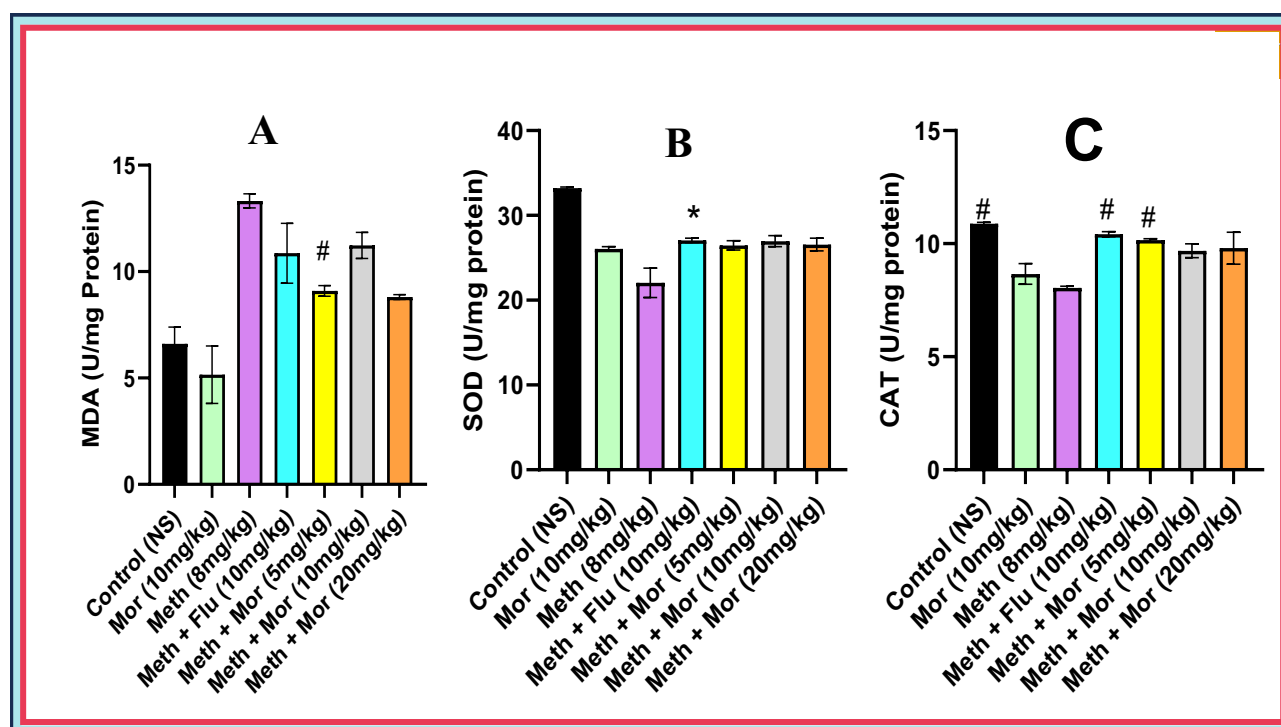 A
MDA (U/mg Protein)
15
10
5
0
#
Control (NS)
Mor (10mg/kg)
Meth (8mg/kg)
Meth + Flu (10mg/kg)
Meth + Mor (5mg/kg)
Meth + Mor (10mg/kg)
Meth + Mor (20mg/kg)
B
SOD (U/mg protein)
40
30
20
10
0
*
Control (NS)
Mor (10mg/kg)
Meth (8mg/kg)
Meth + Flu (10mg/kg)
Meth + Mor (5mg/kg)
Meth + Mor (10mg/kg)
Meth + Mor (20mg/kg)
C
CAT (U/mg protein)
15
10
5
0
#
#
#
Control (NS)
Mor (10mg/kg)
Meth (8mg/kg)
Meth + Flu (10mg/kg)
Meth + Mor (5mg/kg)
Meth + Mor (10mg/kg)
Meth + Mor (20mg/kg)